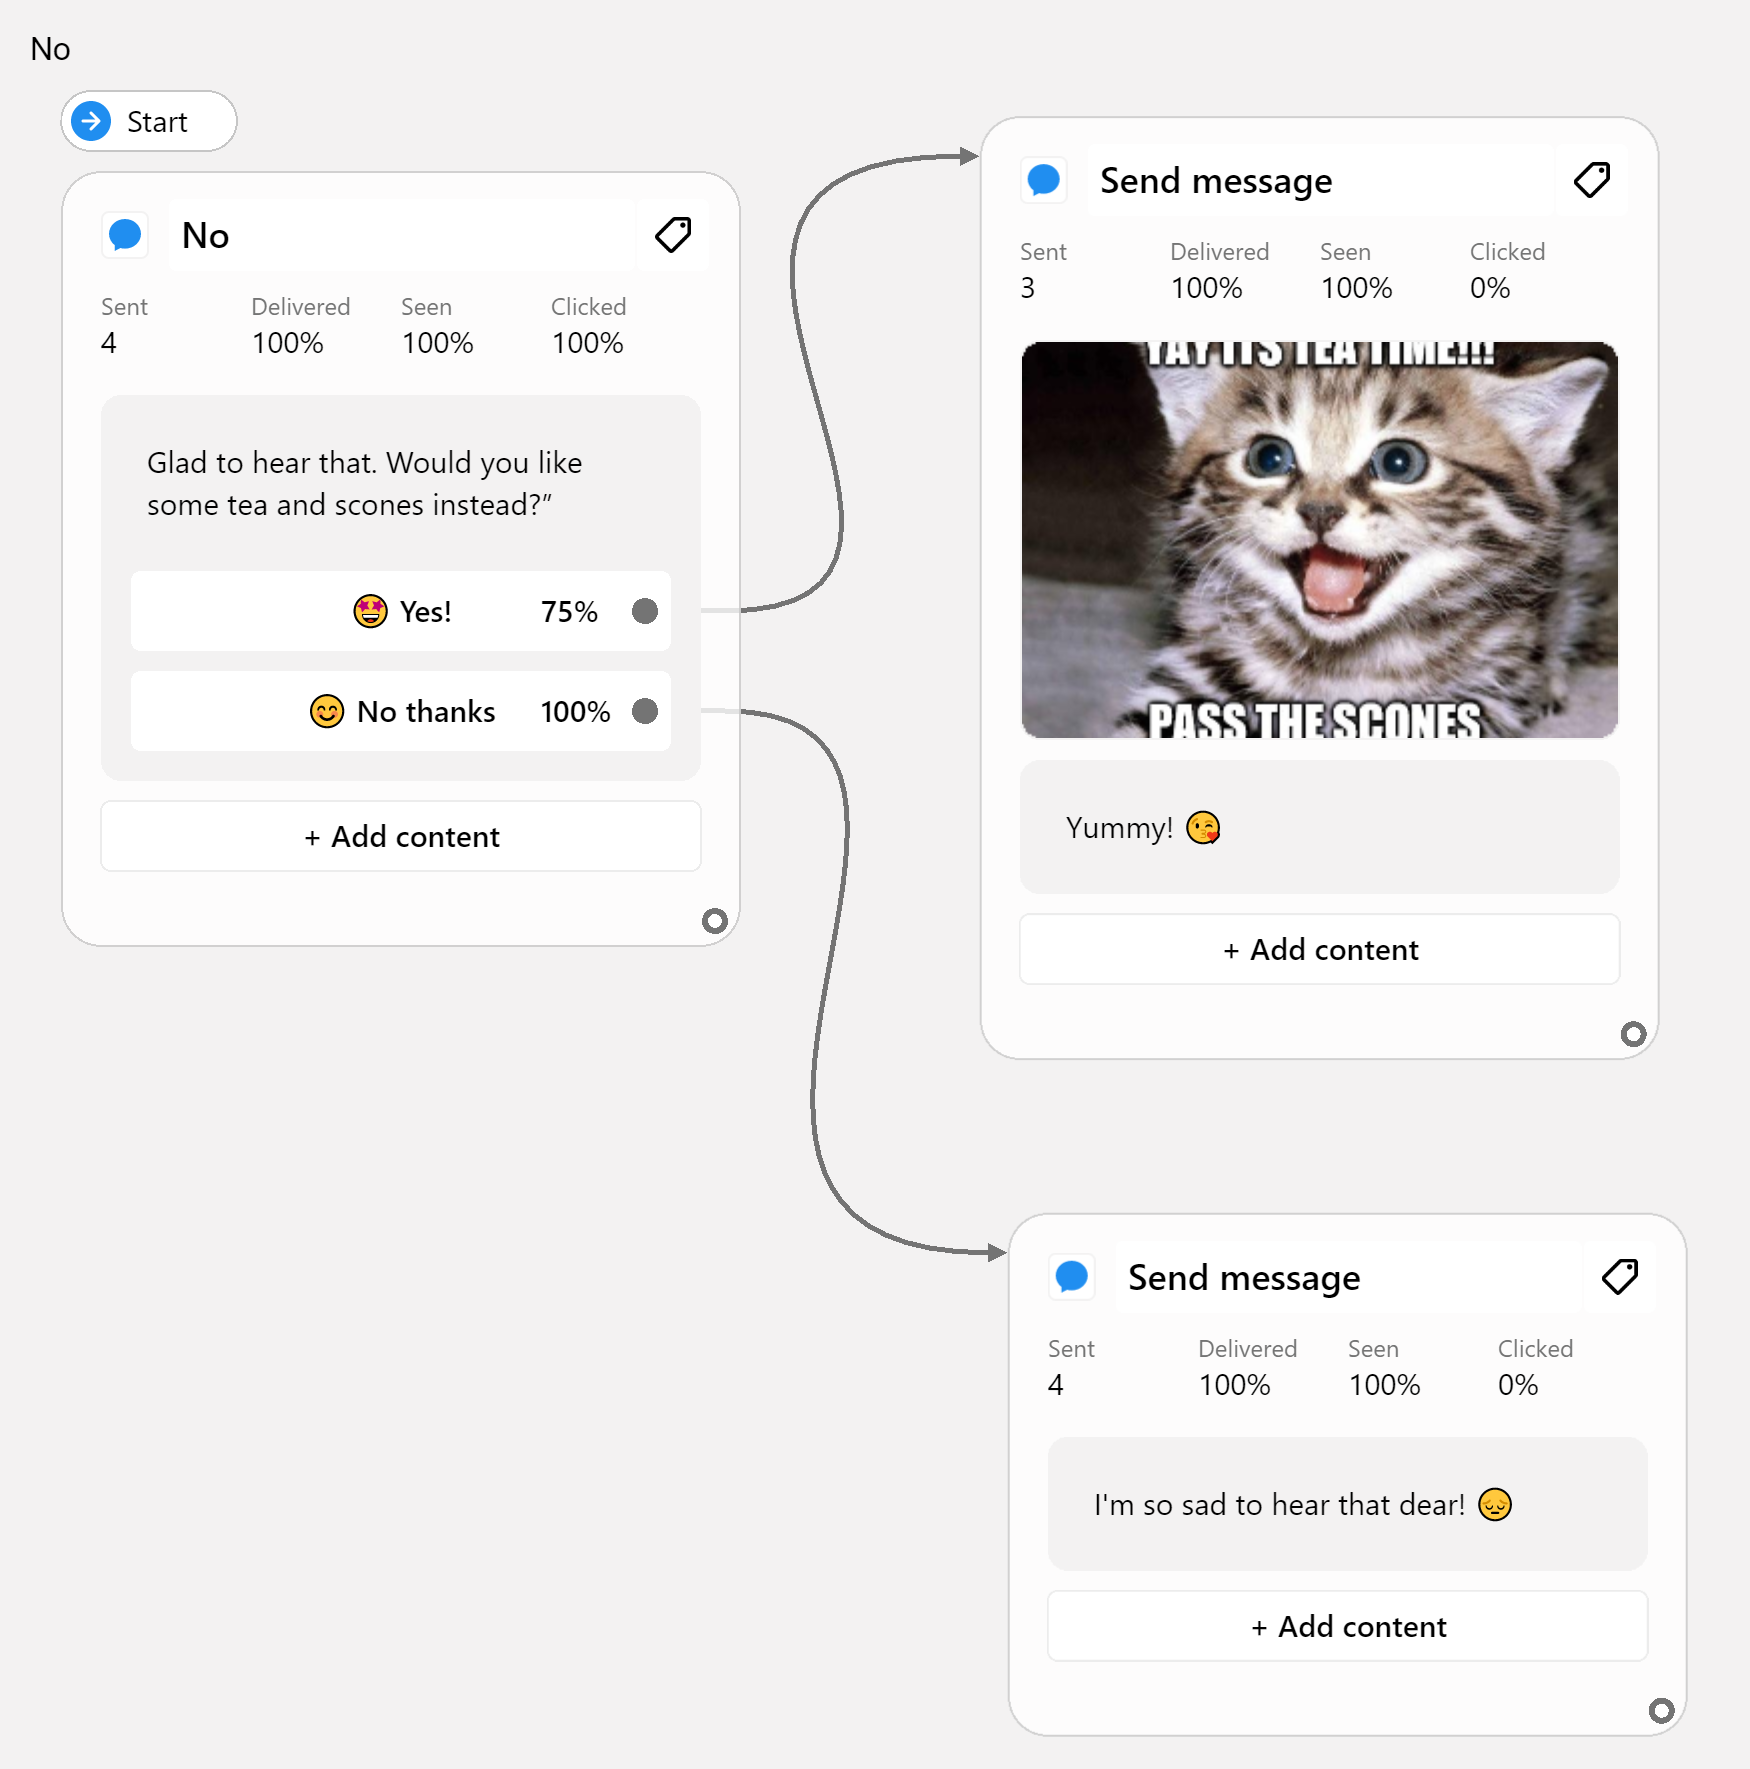 No
Start
No
Sent Delivered Seen Clicked
4 100% 100% 100%
Glad to hear that. Would you like
some tea and scones instead?”
🤩 Yes! 75%
😊 No thanks 100%
+ Add content
Send message
Sent Delivered Seen Clicked
3 100% 100% 0%
YAY ITS TEA TIME!!!
PASS THE SCONES
Yummy! 😘
+ Add content
Send message
Sent Delivered Seen Clicked
4 100% 100% 0%
I'm so sad to hear that dear! 😔
+ Add content